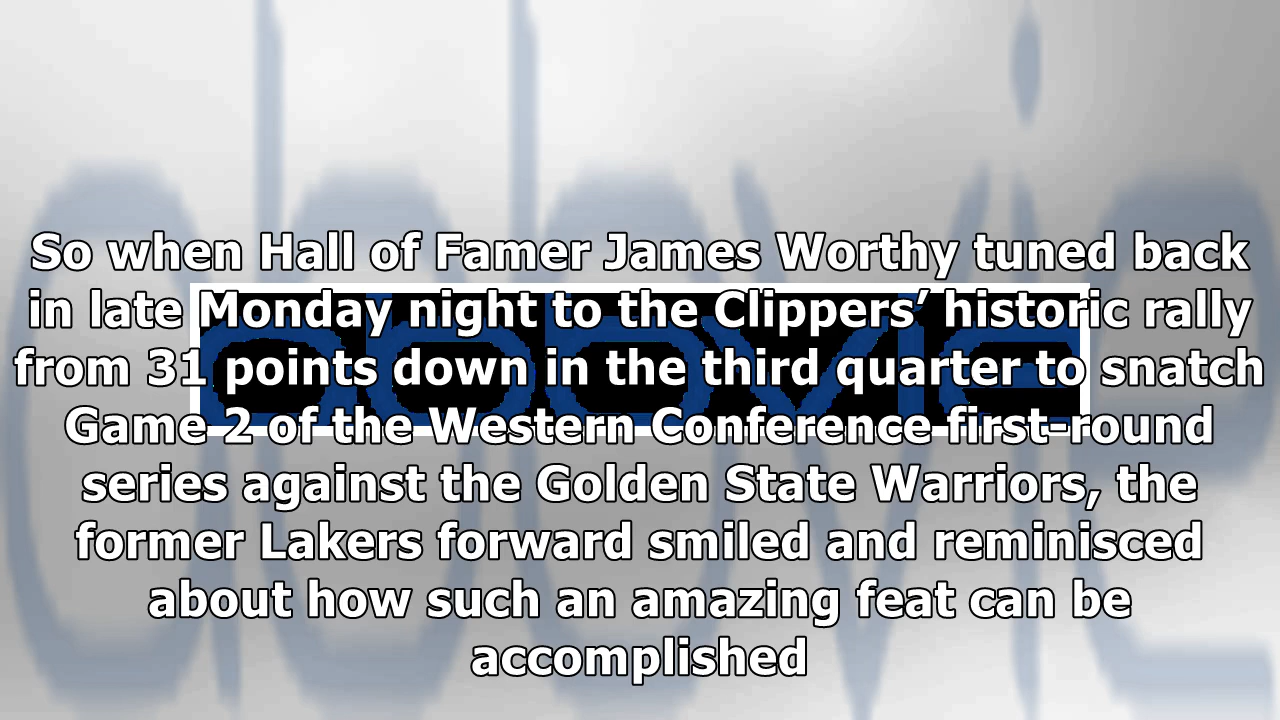 So when Hall of Famer James Worthy tuned back
in late Monday night to the Clippers’ historic rally
from 31 points down in the third quarter to snatch
Game 2 of the Western Conference first-round
series against the Golden State Warriors, the
former Lakers forward smiled and reminisced
about how such an amazing feat can be
accomplished